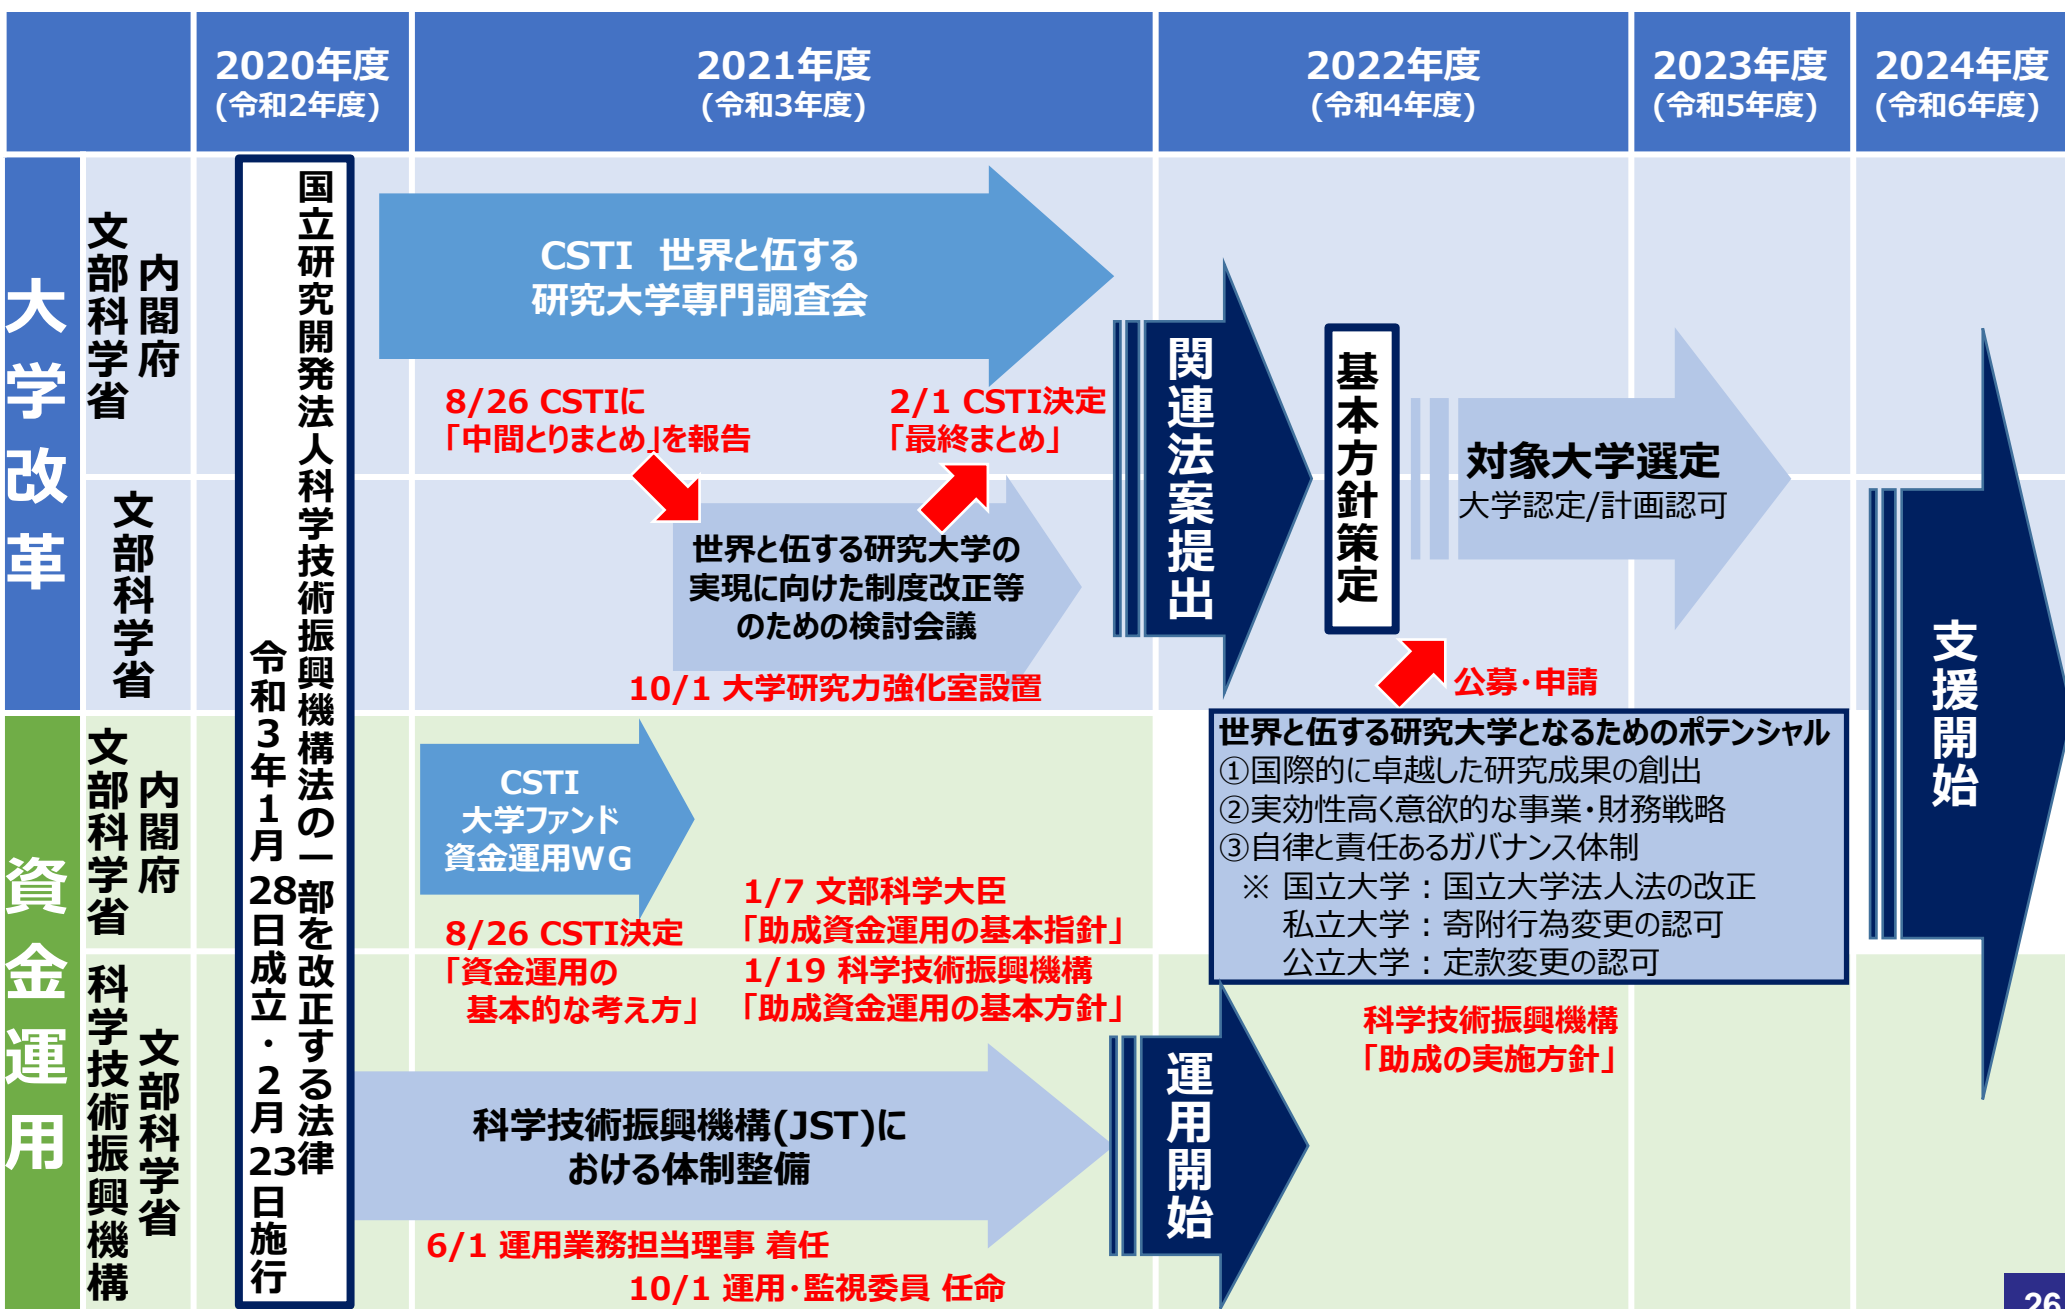 2020年度
(令和2年度)
2021年度
(令和3年度)
2022年度
(令和4年度)
2023年度
(令和5年度)
2024年度
(令和6年度)
大学改革
内閣府
文部科学省
文部科学省
国立研究開発法人科学技術振興機構法の一部を改正する法律
令和3年1月28日成立・2月23日施行
CSTI 世界と伍する
研究大学専門調査会
8/26 CSTIに
「中間とりまとめ」を報告
2/1 CSTI決定
「最終まとめ」
世界と伍する研究大学の
実現に向けた制度改正等
のための検討会議
10/1 大学研究力強化室設置
関連法案提出
基本方針策定
対象大学選定
大学認定/計画認可
公募・申請
世界と伍する研究大学となるためのポテンシャル
①国際的に卓越した研究成果の創出
②実効性高く意欲的な事業・財務戦略
③自律と責任あるガバナンス体制
※ 国立大学：国立大学法人法の改正
私立大学：寄附行為変更の認可
公立大学：定款変更の認可
支援開始
資金運用
内閣府
文部科学省
文部科学省
科学技術振興機構
CSTI
大学ファンド
資金運用WG
8/26 CSTI決定
「資金運用の
基本的な考え方」
1/7 文部科学大臣
「助成資金運用の基本指針」
1/19 科学技術振興機構
「助成資金運用の基本方針」
科学技術振興機構(JST)に
おける体制整備
6/1 運用業務担当理事 着任
10/1 運用・監視委員 任命
運用開始
科学技術振興機構
「助成の実施方針」
26